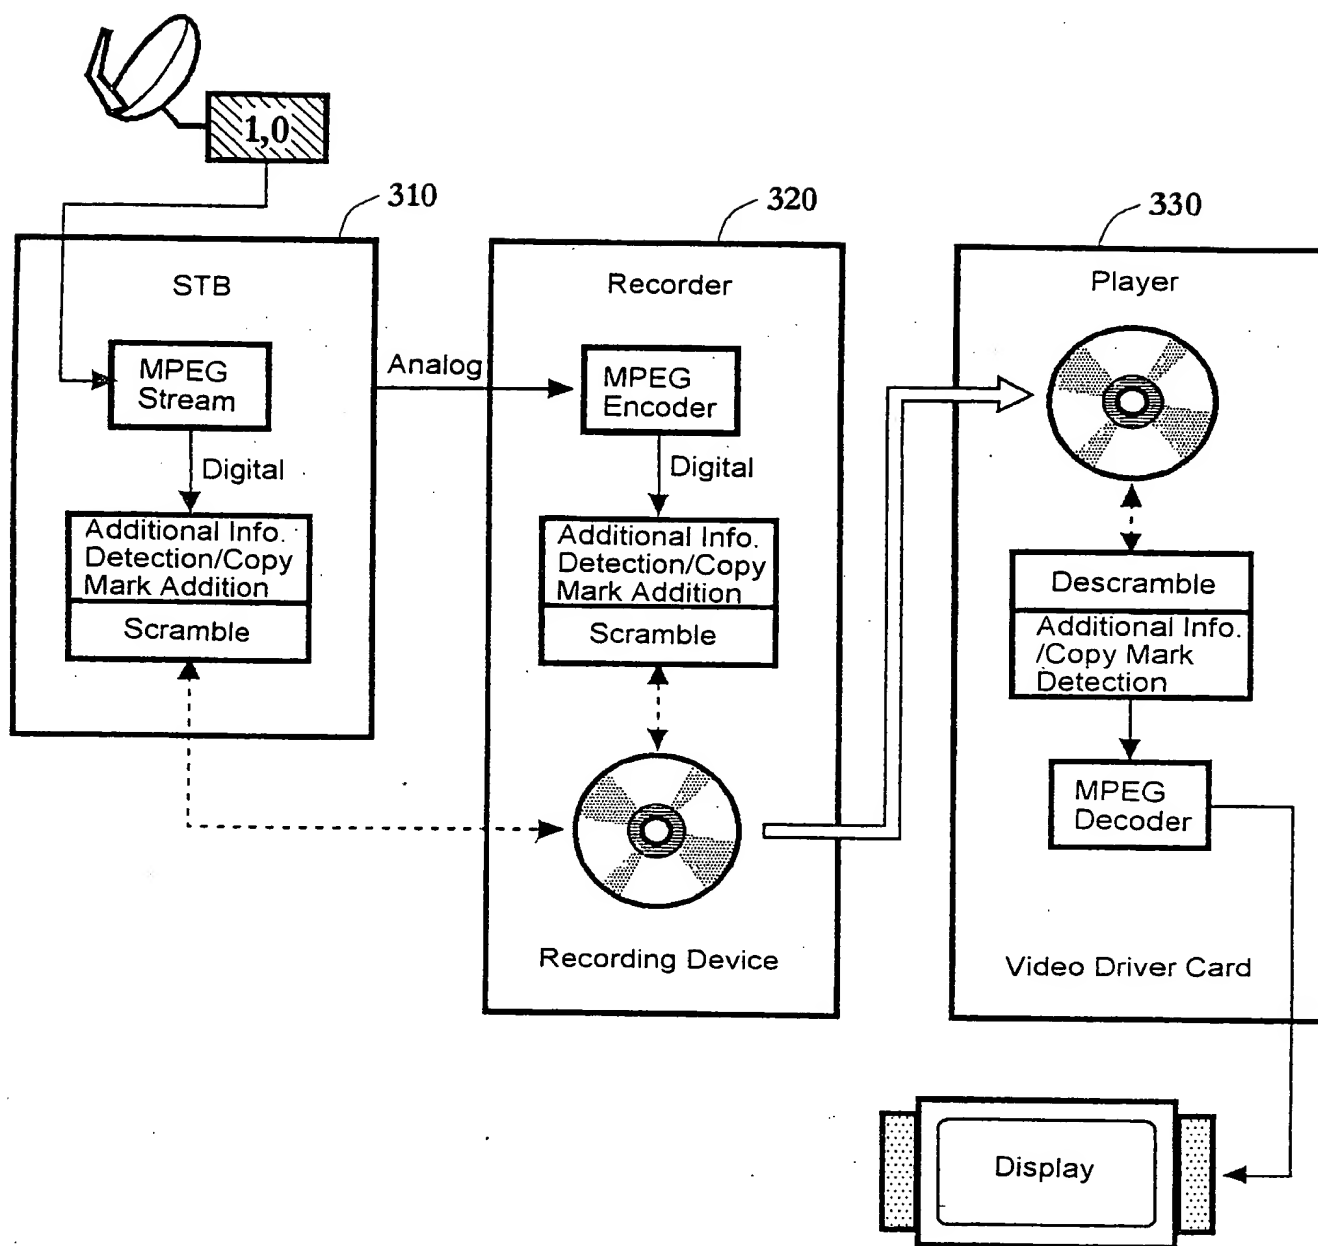 1,0
310
STB
MPEG
Stream
Digital
Additional Info.
Detection/Copy
Mark Addition
Scramble
Analog
320
Recorder
MPEG
Encoder
Digital
Additional Info.
Detection/Copy
Mark Addition
Scramble
Recording Device
330
Player
Descramble
Additional Info.
/Copy Mark
Detection
MPEG
Decoder
Video Driver Card
Display